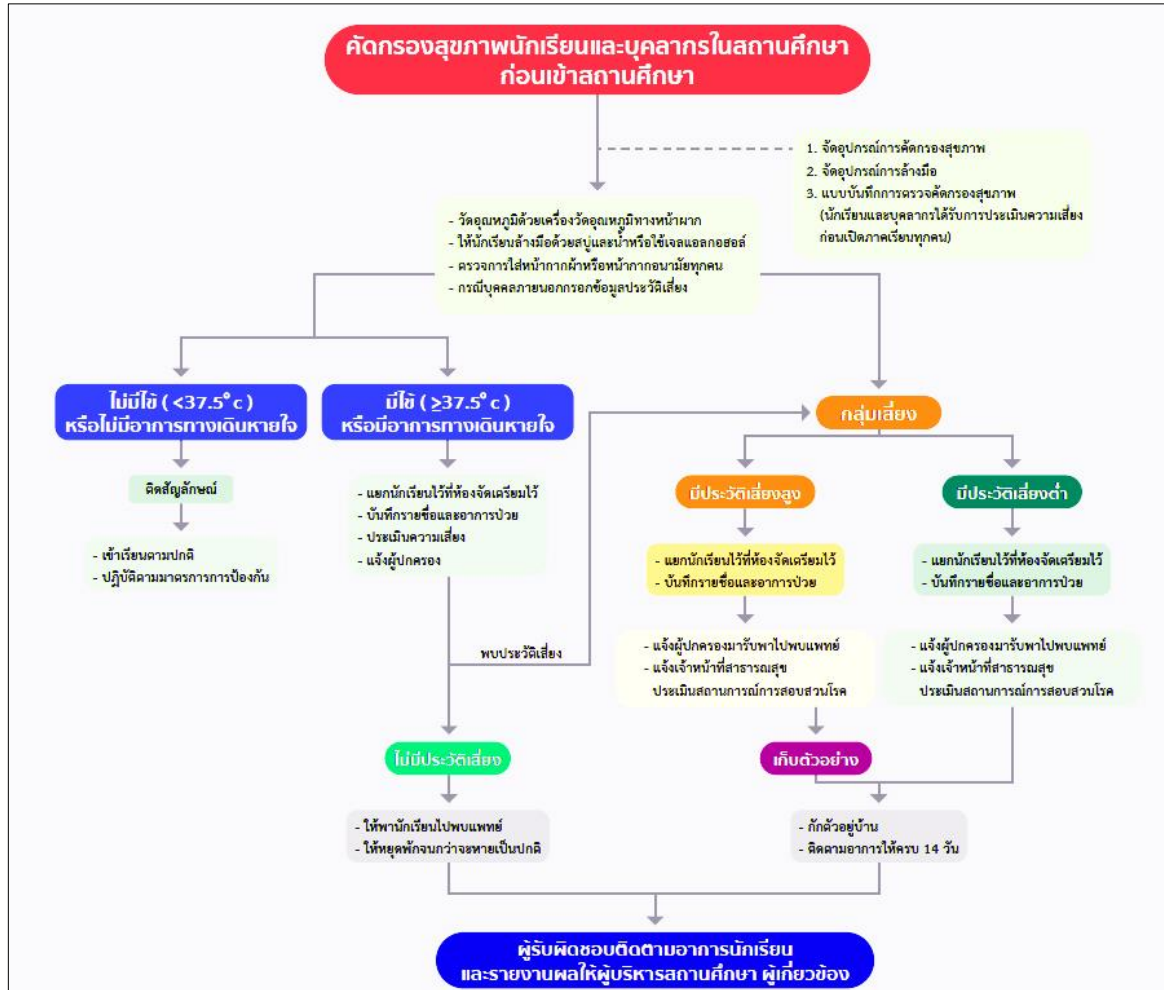 คัดกรองสุขภาพนักเรียนและบุคลากรในสถานศึกษา
ก่อนเข้าสถานศึกษา
1. จัดอุปกรณ์การคัดกรองสุขภาพ
2. จัดอุปกรณ์การล้างมือ
3. แบบบันทึกการตรวจคัดกรองสุขภาพ
(นักเรียนและบุคลากรได้รับการประเมินความเสี่ยง
ก่อนเปิดภาคเรียนทุกคน)
- วัดอุณหภูมิด้วยเครื่องวัดอุณหภูมิทางหน้าผาก
- ให้นักเรียนล้างมือด้วยสบู่และน้ำหรือใช้เจลแอลกอฮอล์
- ตรวจการใส่หน้ากากผ้าหรือหน้ากากอนามัยทุกคน
- กรณีบุคคลภายนอกกรอกข้อมูลประวัติเสี่ยง
ไม่มีไข้ (<37.5° c)
หรือไม่มีอาการทางเดินหายใจ
มีไข้ (≥37.5° c)
หรือมีอาการทางเดินหายใจ
กลุ่มเสี่ยง
ติดสัญลักษณ์
- เข้าเรียนตามปกติ
- ปฏิบัติตามมาตรการการป้องกัน
- แยกนักเรียนไว้ที่ห้องจัดเตรียมไว้
- บันทึกรายชื่อและอาการป่วย
- ประเมินความเสี่ยง
- แจ้งผู้ปกครอง
มีประวัติเสี่ยงสูง
มีประวัติเสี่ยงต่ำ
- แยกนักเรียนไว้ที่ห้องจัดเตรียมไว้
- บันทึกรายชื่อและอาการป่วย
- แยกนักเรียนไว้ที่ห้องจัดเตรียมไว้
- บันทึกรายชื่อและอาการป่วย
พบประวัติเสี่ยง
- แจ้งผู้ปกครองมารับพาไปพบแพทย์
- แจ้งเจ้าหน้าที่สาธารณสุข
ประเมินสถานการณ์การสอบสวนโรค
- แจ้งผู้ปกครองมารับพาไปพบแพทย์
- แจ้งเจ้าหน้าที่สาธารณสุข
ประเมินสถานการณ์การสอบสวนโรค
ไม่มีประวัติเสี่ยง
เก็บตัวอย่าง
- ให้พานักเรียนไปพบแพทย์
- ให้หยุดพักจนกว่าจะหายเป็นปกติ
- กักตัวอยู่บ้าน
- ติดตามอาการให้ครบ 14 วัน
ผู้รับผิดชอบติดตามอาการนักเรียน
และรายงานผลให้ผู้บริหารสถานศึกษา ผู้เกี่ยวข้อง